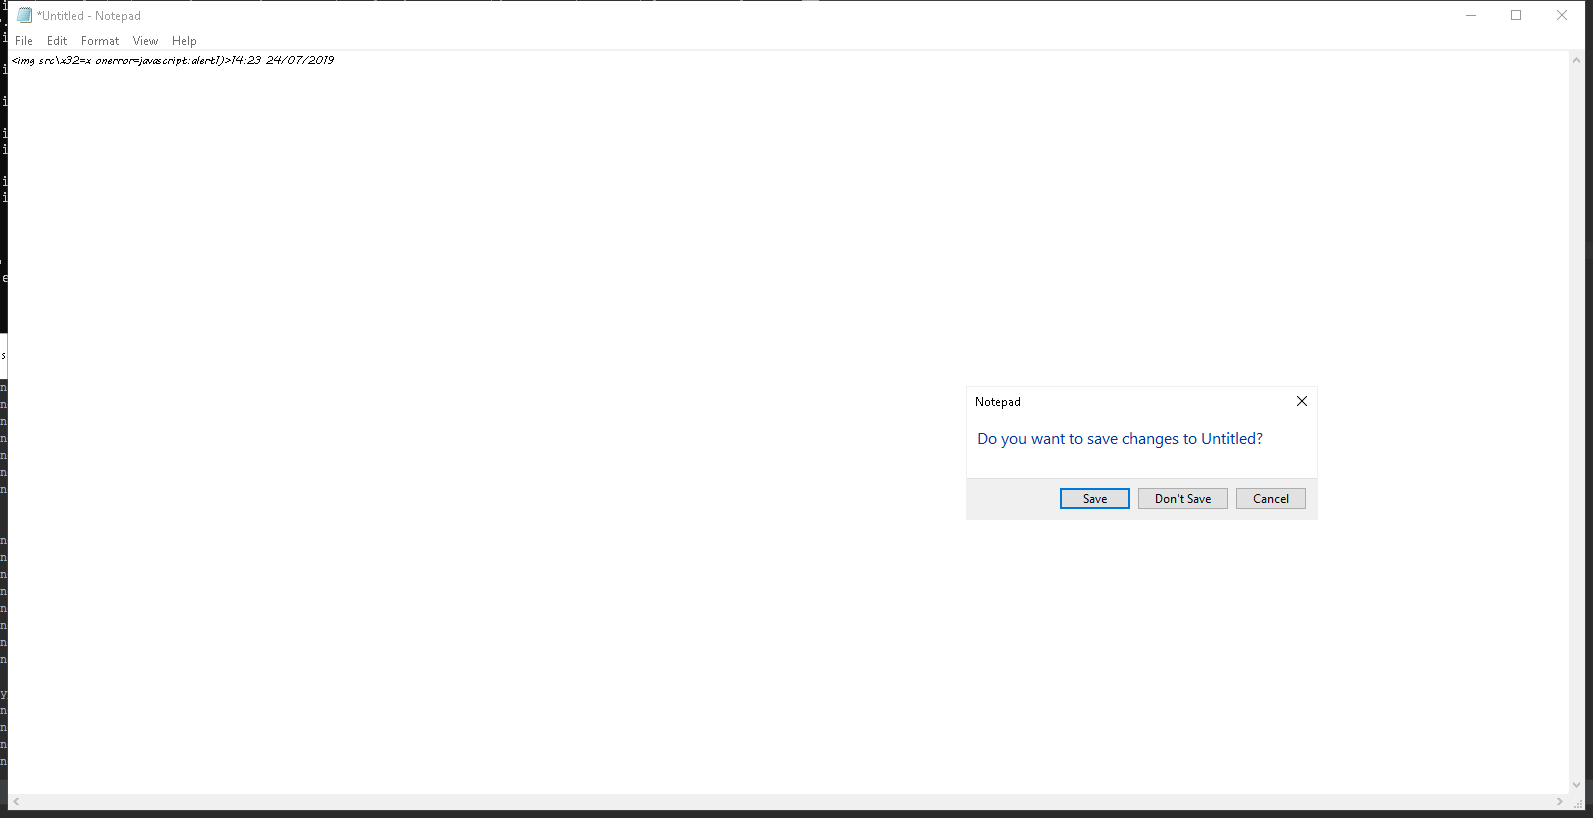 *Untitled - Notepad
File Edit Format View Help
<img src\x32=x onerror=javascript:alert1)>14:23 24/07/2019
Notepad
Do you want to save changes to Untitled?
Save Don't Save Cancel